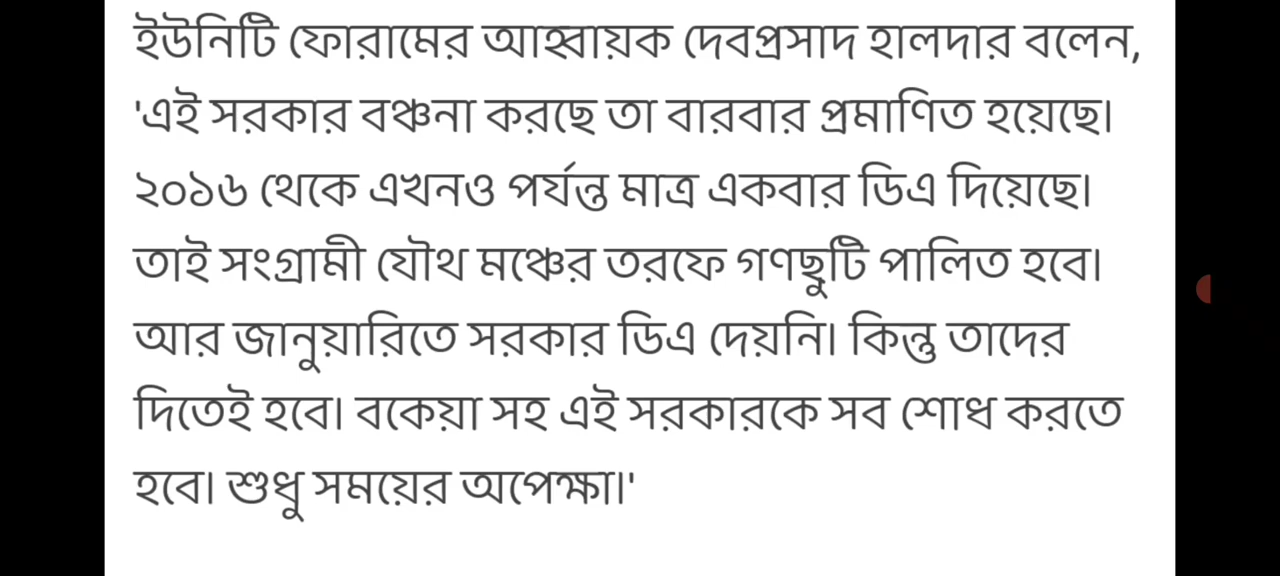 ইউনিটি ফোরামের আহ্বায়ক দেবপ্রসাদ হালদার বলেন,
'এই সরকার বঞ্চনা করছে তা বারবার প্রমাণিত হয়েছে।
২০১৬ থেকে এখনও পর্যন্ত মাত্র একবার ডিএ দিয়েছে।
তাই সংগ্রামী যৌথ মঞ্চের তরফে গণছুটি পালিত হবে।
আর জানুয়ারিতে সরকার ডিএ দেয়নি। কিন্তু তাদের
দিতেই হবে। বকেয়া সহ এই সরকারকে সব শোধ করতে
হবে। শুধু সময়ের অপেক্ষা।'